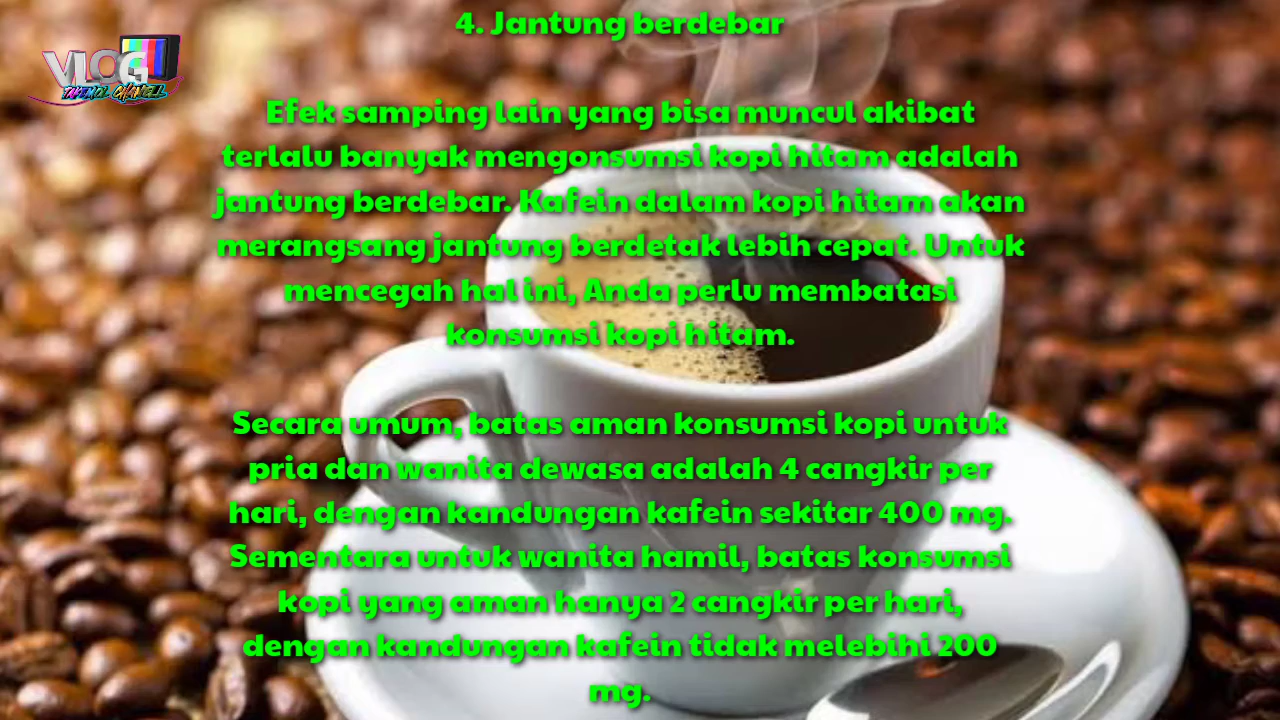 4. Jantung berdebar
VLOG
Efek samping lain yang bisa muncul akibat
terlalu banyak mengonsumsi kopi hitam adalah
jantung berdebar. Kafein dalam kopi hitam akan
merangsang jantung berdetak lebih cepat. Untuk
mencegah hal ini, Anda perlu membatasi
konsumsi kopi hitam.
Secara umum, batas aman konsumsi kopi untuk
pria dan wanita dewasa adalah 4 cangkir per
hari, dengan kandungan kafein sekitar 400 mg.
Sementara untuk wanita hamil, batas konsumsi
kopi yang aman hanya 2 cangkir per hari,
dengan kandungan kafein tidak melebihi 200
mg.